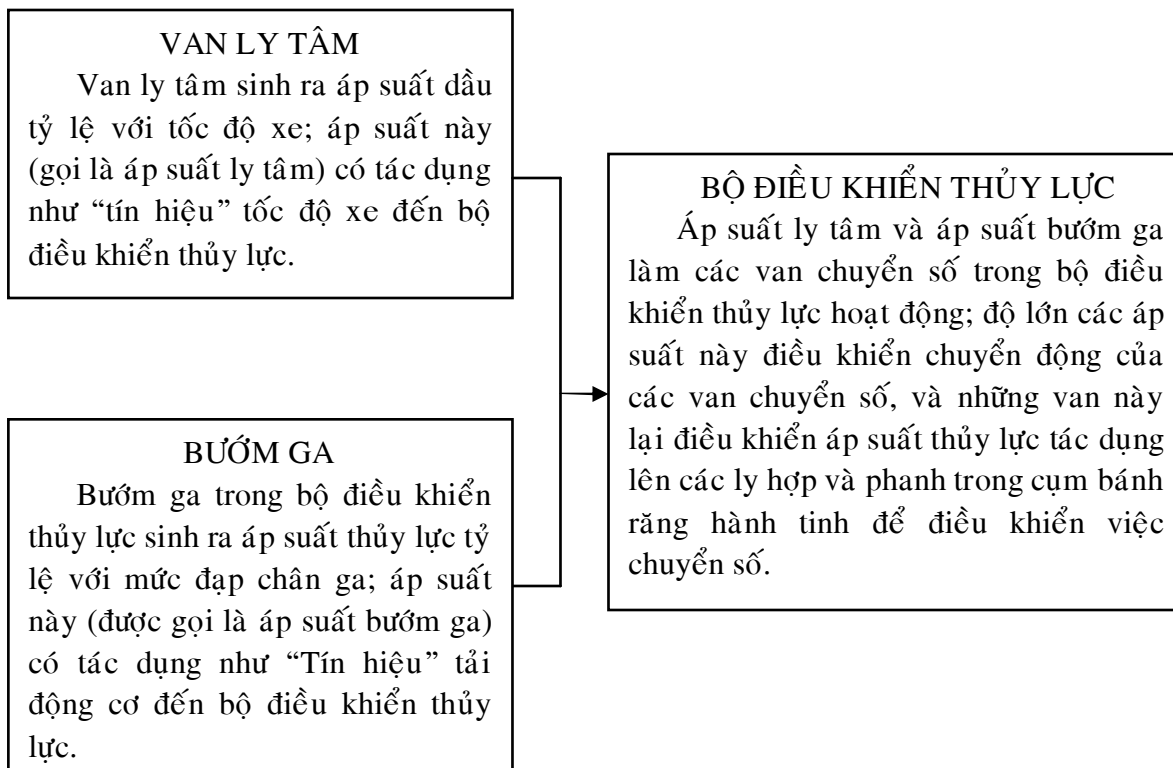 VAN LY TÂM
Van ly tâm sinh ra áp suất dầu
tỷ lệ với tốc độ xe; áp suất này
(gọi là áp suất ly tâm) có tác dụng
như “tín hiệu” tốc độ xe đến bộ
điều khiển thủy lực.
BƯỚM GA
Bướm ga trong bộ điều khiển
thủy lực sinh ra áp suất thủy lực tỷ
lệ với mức đạp chân ga; áp suất
này (được gọi là áp suất bướm ga)
có tác dụng như “Tín hiệu” tải
động cơ đến bộ điều khiển thủy
lực.
BỘ ĐIỀU KHIỂN THỦY LỰC
Áp suất ly tâm và áp suất bướm ga
làm các van chuyển số trong bộ điều
khiển thủy lực hoạt động; độ lớn các áp
suất này điều khiển chuyển động của
các van chuyển số, và những van này
lại điều khiển áp suất thủy lực tác dụng
lên các ly hợp và phanh trong cụm bánh
răng hành tinh để điều khiển việc
chuyển số.